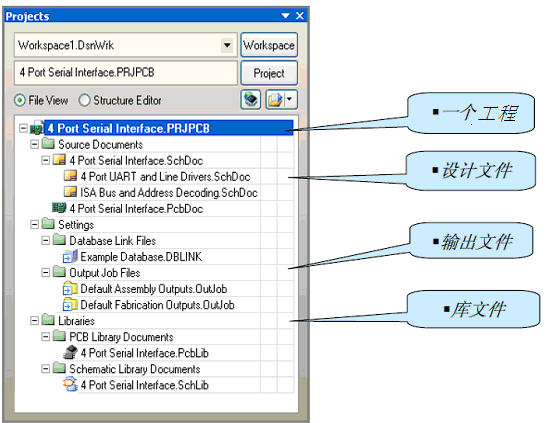 Projects
Workspace1.DsnWrk
Workspace
4 Port Serial Interface.PRJPCB
Project
File View
Structure Editor
4 Port Serial Interface.PRJPCB
Source Documents
4 Port Serial Interface.SchDoc
4 Port UART and Line Drivers.SchDoc
ISA Bus and Address Decoding.SchDoc
4 Port Serial Interface.PcbDoc
Settings
Database Link Files
Example Database.DBLINK
Output Job Files
Default Assembly Outputs.OutJob
Default Fabrication Outputs.OutJob
Libraries
PCB Library Documents
4 Port Serial Interface.PcbLib
Schematic Library Documents
4 Port Serial Interface.SchLib
▪一个工程
▪设计文件
▪输出文件
▪库文件